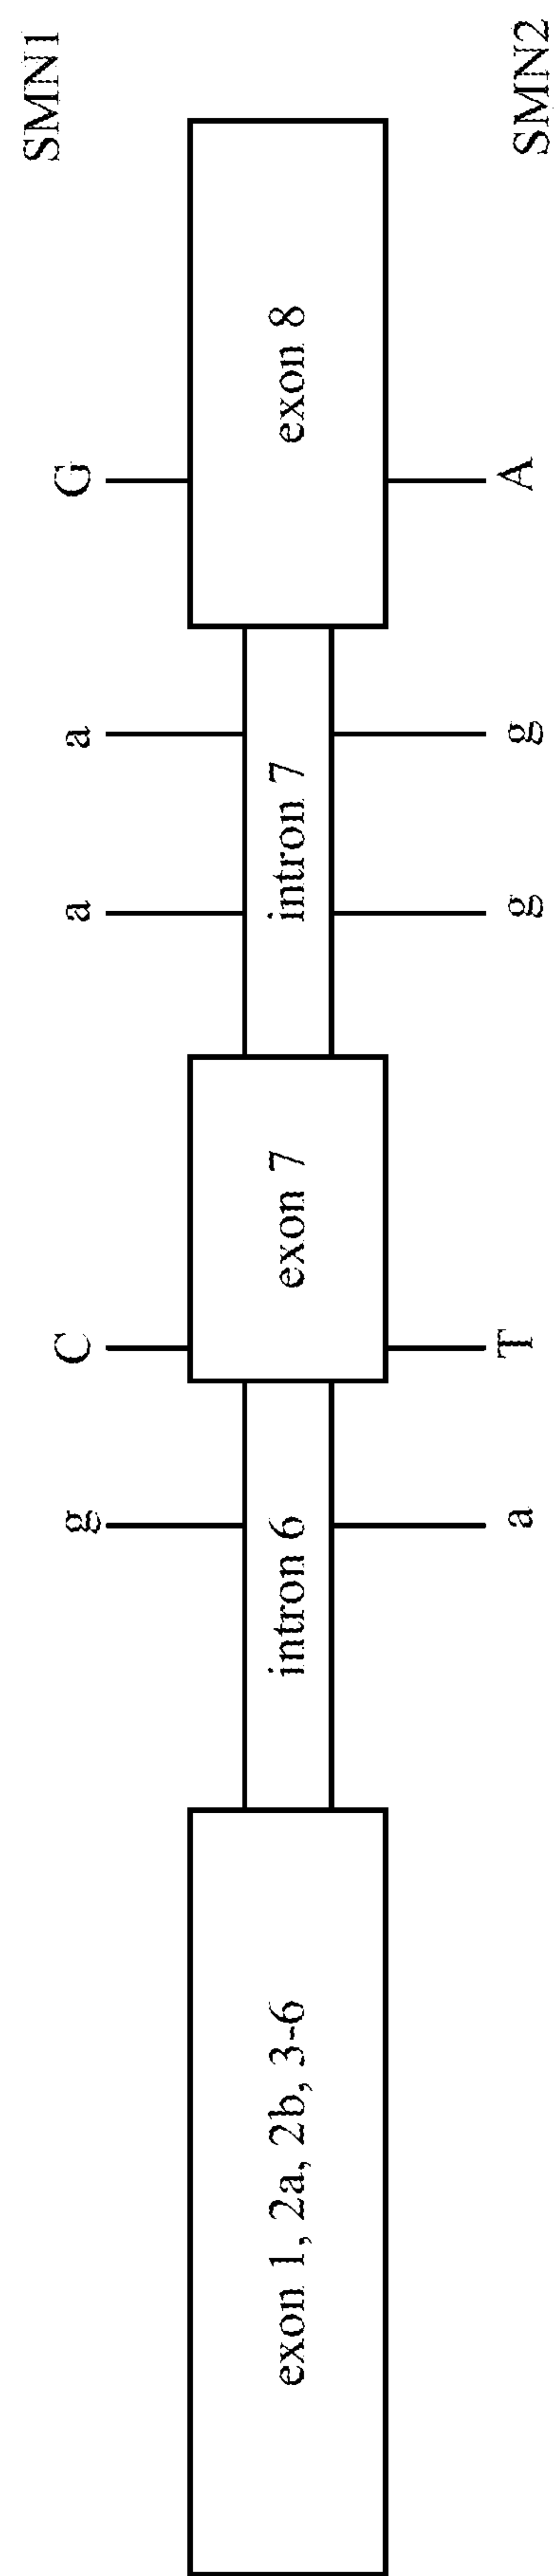 SMN1
g
C
a
a
G
exon 1, 2a, 2b, 3-6
intron 6
exon 7
intron 7
exon 8
a
T
g
g
A
SMN2